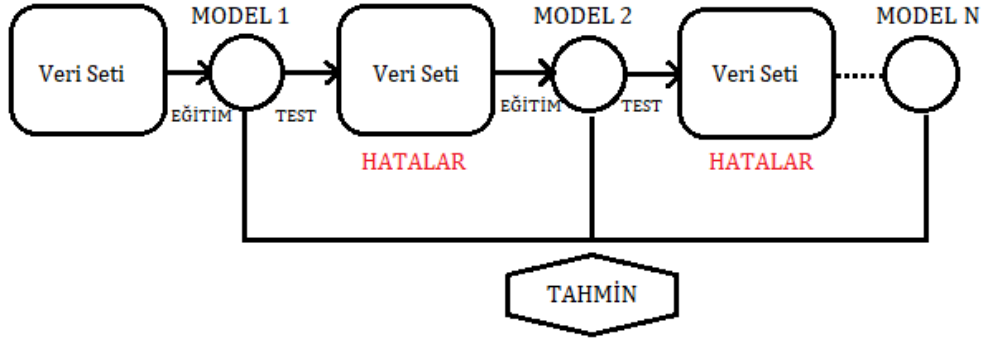 MODEL 1
MODEL 2
MODEL N
Veri Seti
Veri Seti
Veri Seti
EĞİTİM
TEST
EĞİTİM
TEST
HATALAR
HATALAR
TAHMİN